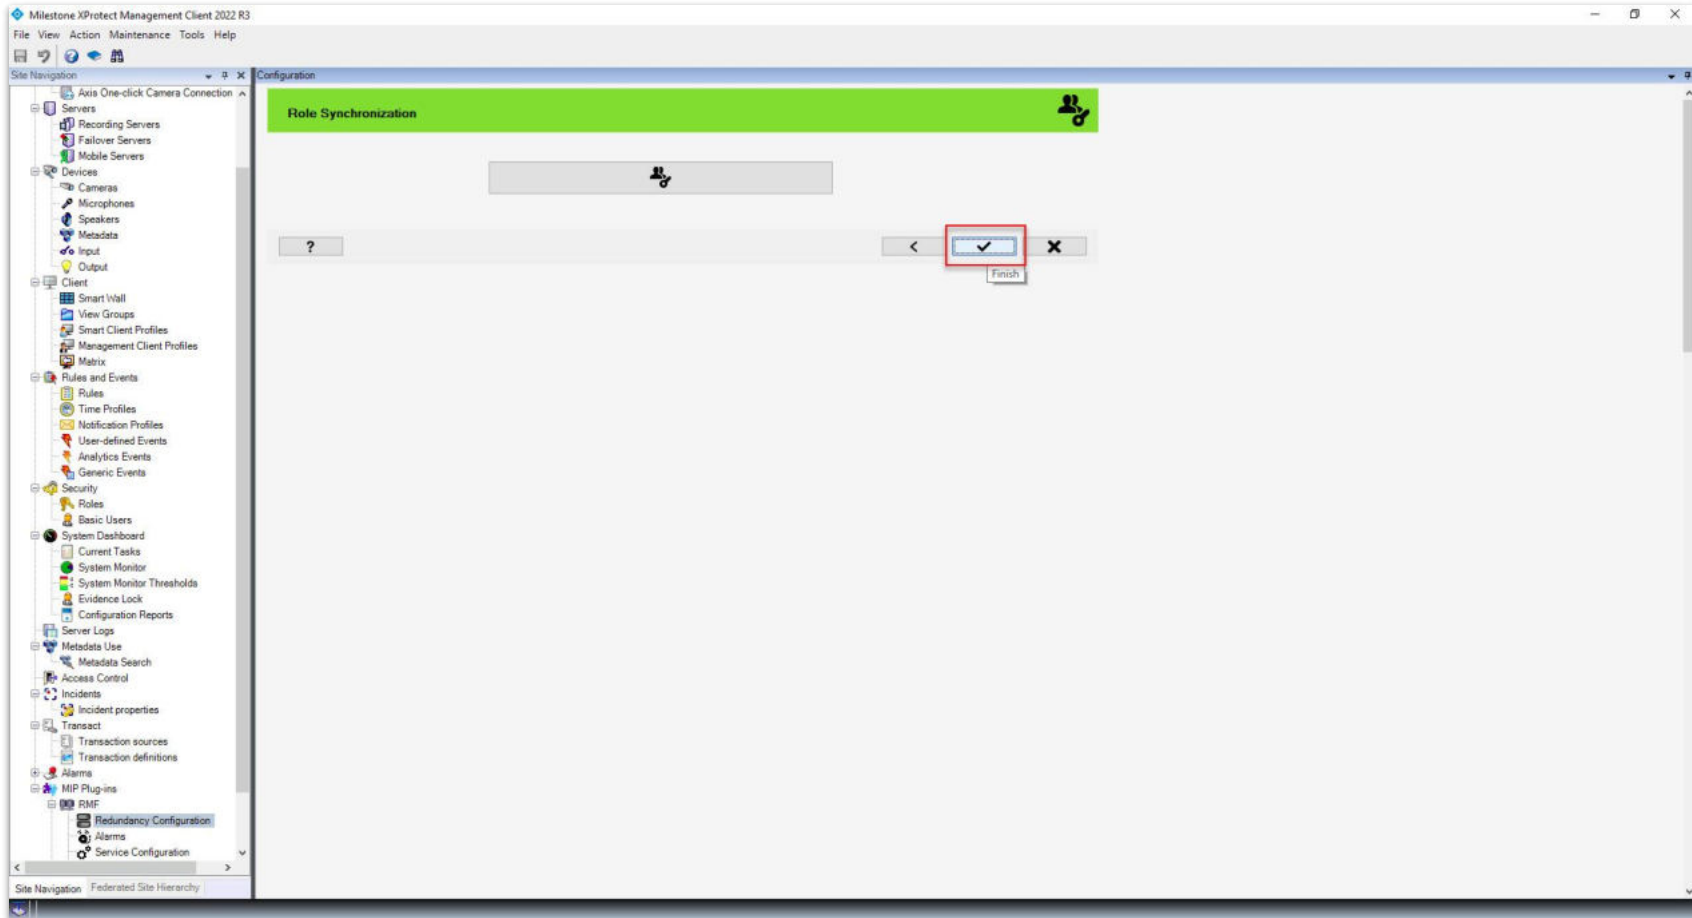 Milestone XProtect Management Client 2022 R3
File View Action Maintenance Tools Help
Site Navigation
Configuration
Axis One-click Camera Connection
Servers
Recording Servers
Failover Servers
Mobile Servers
Devices
Cameras
Microphones
Speakers
Metadata
Input
Output
Client
Smart Wall
View Groups
Smart Client Profiles
Management Client Profiles
Matrix
Rules and Events
Rules
Time Profiles
Notification Profiles
User-defined Events
Analytics Events
Generic Events
Security
Roles
Basic Users
System Dashboard
Current Tasks
System Monitor
System Monitor Thresholds
Evidence Lock
Configuration Reports
Server Logs
Metadata Use
Metadata Search
Access Control
Incidents
Incident properties
Transact
Transaction sources
Transaction definitions
Alarms
MIP Plug-ins
RMF
Redundancy Configuration
Alarms
Service Configuration
Site Navigation Federated Site Hierarchy
Role Synchronization
?
<
Finish